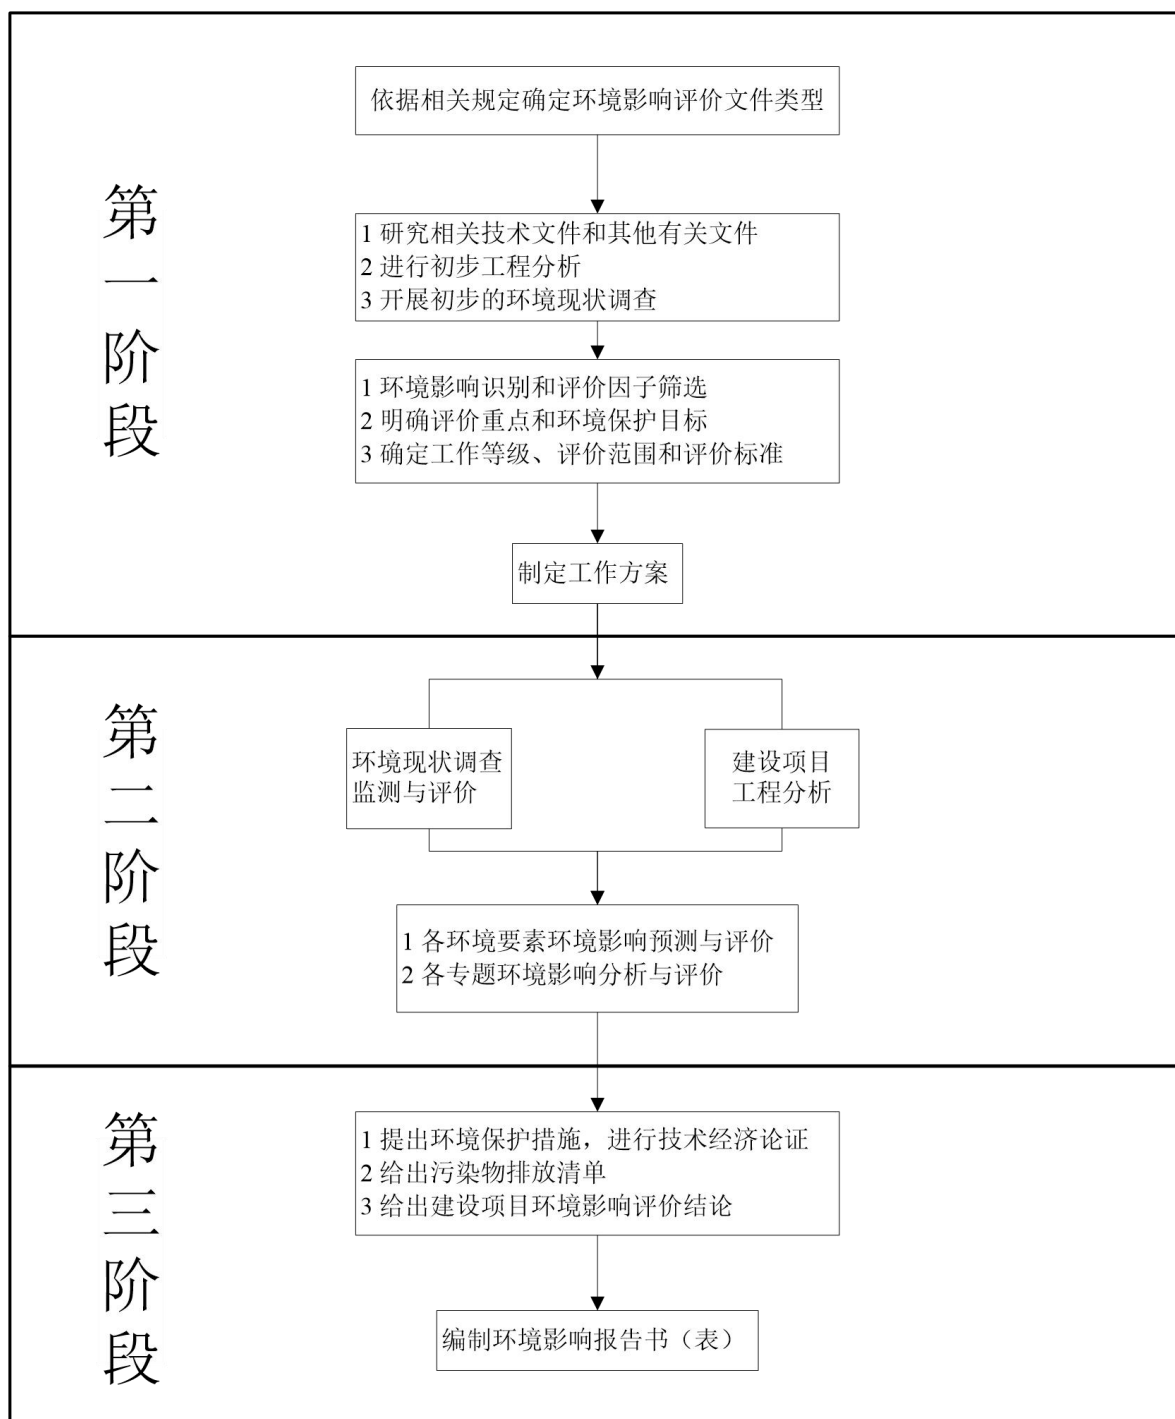 第一阶段
依据相关规定确定环境影响评价文件类型
1 研究相关技术文件和其他有关文件
2 进行初步工程分析
3 开展初步的环境现状调查
1 环境影响识别和评价因子筛选
2 明确评价重点和环境保护目标
3 确定工作等级、评价范围和评价标准
制定工作方案
第二阶段
环境现状调查
监测与评价
建设项目
工程分析
1 各环境要素环境影响预测与评价
2 各专题环境影响分析与评价
第三阶段
1 提出环境保护措施，进行技术经济论证
2 给出污染物排放清单
3 给出建设项目环境影响评价结论
编制环境影响报告书（表）